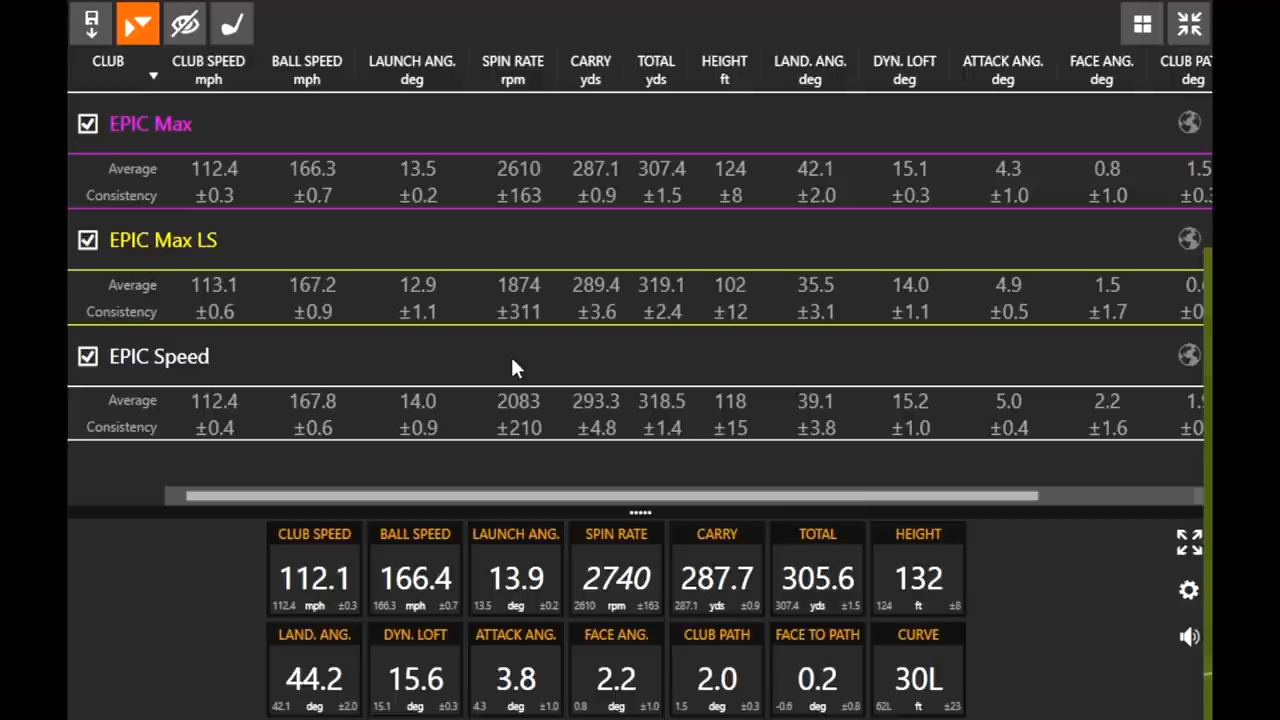 CLUB CLUB SPEED BALL SPEED LAUNCH ANG. SPIN RATE CARRY TOTAL HEIGHT LAND. ANG. DYN. LOFT ATTACK ANG. FACE ANG. CLUB PAT
mph mph deg rpm yds yds ft deg deg deg deg deg
EPIC Max
Average 112.4 166.3 13.5 2610 287.1 307.4 124 42.1 15.1 4.3 0.8 1.5
Consistency ±0.3 ±0.7 ±0.2 ±163 ±0.9 ±1.5 ±8 ±2.0 ±0.3 ±1.0 ±1.0 ±0.3
EPIC Max LS
Average 113.1 167.2 12.9 1874 289.4 319.1 102 35.5 14.0 4.9 1.5 0.
Consistency ±0.6 ±0.9 ±1.1 ±311 ±3.6 ±2.4 ±12 ±3.1 ±1.1 ±0.5 ±1.7 ±0
EPIC Speed
Average 112.4 167.8 14.0 2083 293.3 318.5 118 39.1 15.2 5.0 2.2 1.
Consistency ±0.4 ±0.6 ±0.9 ±210 ±4.8 ±1.4 ±15 ±3.8 ±1.0 ±0.4 ±1.6 ±0
CLUB SPEED BALL SPEED LAUNCH ANG. SPIN RATE CARRY TOTAL HEIGHT
112.1 166.4 13.9 2740 287.7 305.6 132
112.4 mph ±0.3 166.3 mph ±0.7 13.5 deg ±0.2 2610 rpm ±163 287.1 yds ±0.9 307.4 yds ±1.5 124 ft ±8
LAND. ANG. DYN. LOFT ATTACK ANG. FACE ANG. CLUB PATH FACE TO PATH CURVE
44.2 15.6 3.8 2.2 2.0 0.2 30L
42.1 deg ±2.0 15.1 deg ±0.3 4.3 deg ±1.0 0.8 deg ±1.0 1.5 deg ±0.3 -0.6 deg ±0.8 62L ft ±23